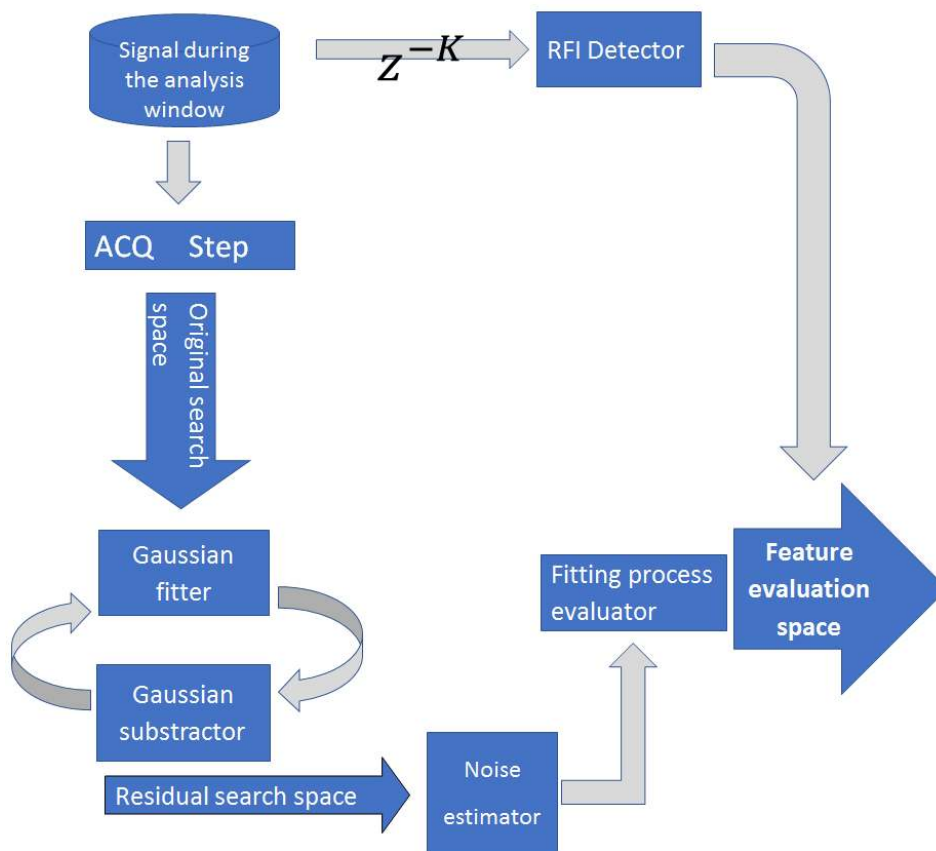 Signal during
the analysis
window
Z^{-K}
RFI Detector
ACQ Step
Original search
space
Gaussian
fitter
Gaussian
substractor
Residual search space
Noise
estimator
Fitting process
evaluator
Feature
evaluation
space